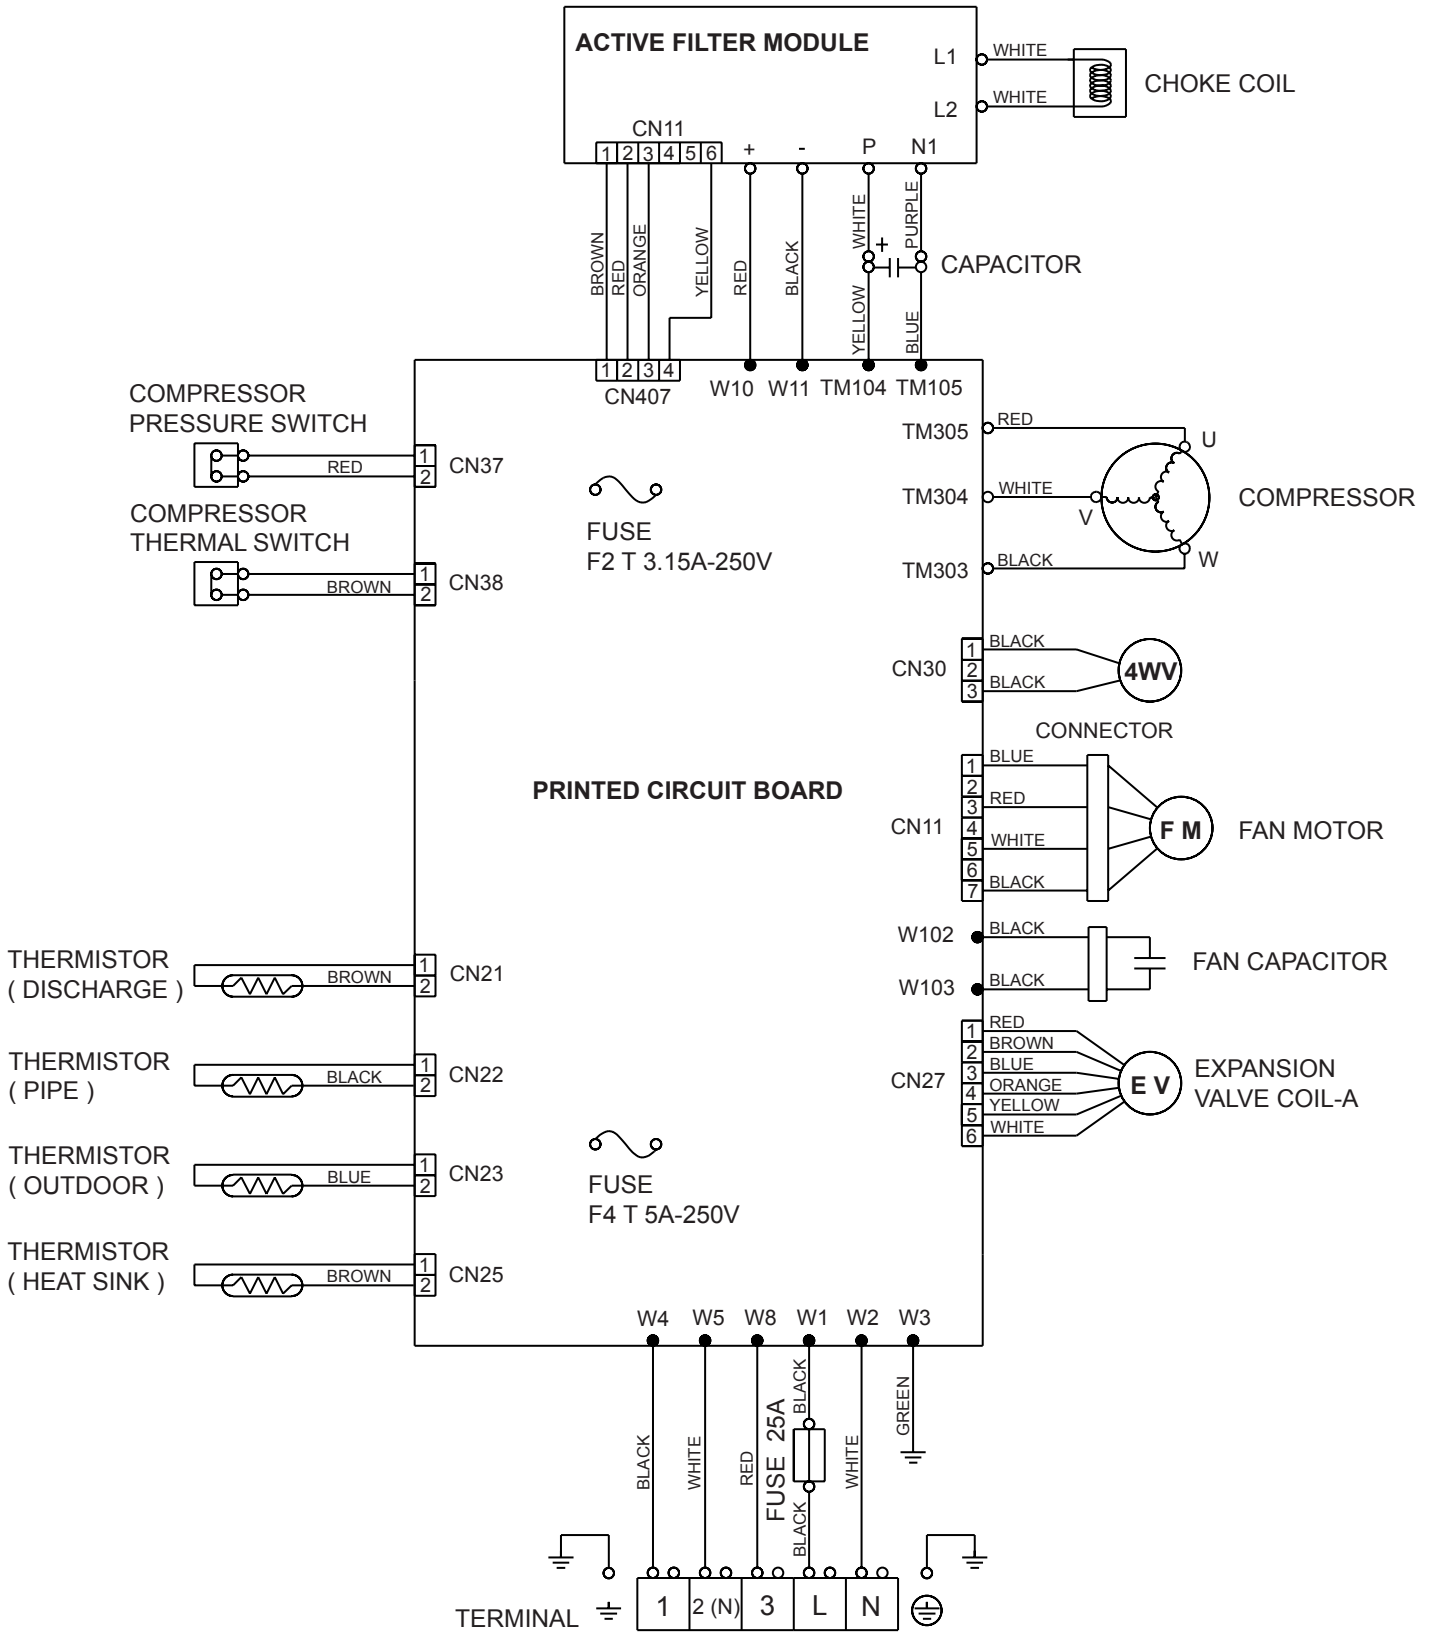 ACTIVE FILTER MODULE
L1
WHITE
CHOKE COIL
L2
WHITE
CN11
1 2 3 4 5 6
+
-
P
N1
BROWN
RED
ORANGE
YELLOW
RED
BLACK
WHITE
PURPLE
+
CAPACITOR
YELLOW
BLUE
1 2 3 4
CN407
W10
W11
TM104
TM105
COMPRESSOR
PRESSURE SWITCH
RED
1
2
CN37
COMPRESSOR
THERMAL SWITCH
BROWN
1
2
CN38
FUSE
F2 T 3.15A-250V
TM305
RED
U
TM304
WHITE
V
COMPRESSOR
TM303
BLACK
W
CN30
1
2
3
BLACK
BLACK
4WV
CONNECTOR
PRINTED CIRCUIT BOARD
CN11
1
2
3
4
5
6
7
BLUE
RED
WHITE
BLACK
F M
FAN MOTOR
W102
BLACK
FAN CAPACITOR
W103
BLACK
CN27
1
2
3
4
5
6
RED
BROWN
BLUE
ORANGE
YELLOW
WHITE
E V
EXPANSION
VALVE COIL-A
THERMISTOR
( DISCHARGE )
BROWN
1
2
CN21
THERMISTOR
( PIPE )
BLACK
1
2
CN22
THERMISTOR
( OUTDOOR )
BLUE
1
2
CN23
THERMISTOR
( HEAT SINK )
BROWN
1
2
CN25
FUSE
F4 T 5A-250V
W4
W5
W8
W1
W2
W3
BLACK
WHITE
RED
FUSE 25A
BLACK
BLACK
WHITE
GREEN
TERMINAL
1
2 (N)
3
L
N